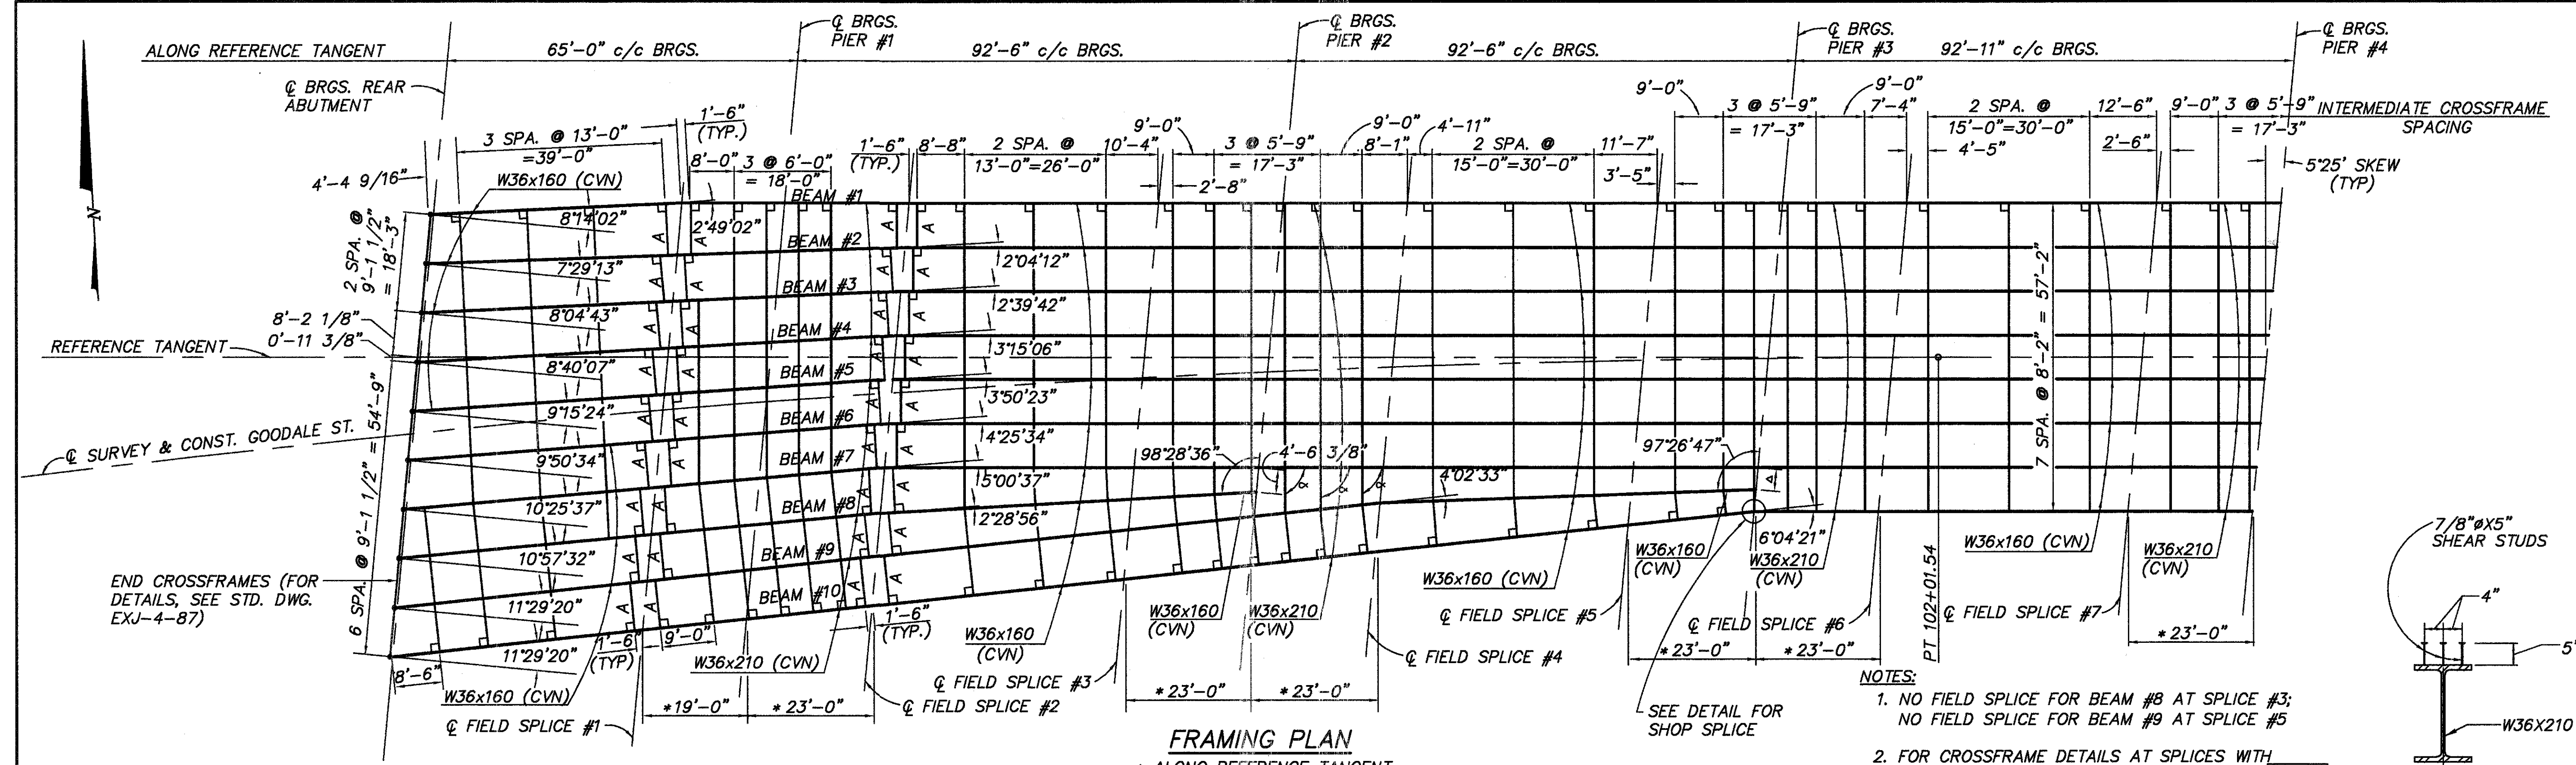 ALONG REFERENCE TANGENT
65'-0" c/c BRGS.
℄ BRGS.
PIER #1
92'-6" c/c BRGS.
℄ BRGS.
PIER #2
92'-6" c/c BRGS.
℄ BRGS.
PIER #3
92'-11" c/c BRGS.
℄ BRGS.
PIER #4
℄ BRGS. REAR
ABUTMENT
N
3 SPA. @ 13'-0"
=39'-0"
1'-6"
(TYP.)
8'-0"
3 @ 6'-0"
= 18'-0"
1'-6"
(TYP.)
8'-8"
2 SPA. @
13'-0"=26'-0"
10'-4"
9'-0"
2'-8"
3 @ 5'-9"
= 17'-3"
9'-0"
8'-1"
4'-11"
2 SPA. @
15'-0"=30'-0"
11'-7"
3'-5"
9'-0"
3 @ 5'-9"
= 17'-3"
9'-0"
7'-4"
4'-5"
2 SPA. @
15'-0"=30'-0"
12'-6"
2'-6"
9'-0"
3 @ 5'-9"
= 17'-3"
INTERMEDIATE CROSSFRAME
SPACING
5°25' SKEW
(TYP)
4'-4 9/16"
W36x160 (CVN)
2 SPA. @
9'-1 1/2"
= 18'-3"
8'-2 1/8"
0'-11 3/8"
REFERENCE TANGENT
℄ SURVEY & CONST. GOODALE ST.
6 SPA. @ 9'-1 1/2" = 54'-9"
END CROSSFRAMES (FOR
DETAILS, SEE STD. DWG.
EXJ-4-87)
8°14'02"
7°29'13"
8°04'43"
8°40'07"
9°15'24"
9°50'34"
10°25'37"
10°57'32"
11°29'20"
11°29'20"
2°49'02"
BEAM #1
BEAM #2
BEAM #3
BEAM #4
BEAM #5
BEAM #6
BEAM #7
BEAM #8
BEAM #9
BEAM #10
A A A A
A A A A
A A A A
A A A A
A A A A
A A A A
A A A A
A A A A
A A A A
2°04'12"
2°39'42"
3°15'06"
3°50'23"
4°25'34"
5°00'37"
2°28'56"
98°28'36"
4'-6 3/8"
α α α
4°02'33"
97°26'47"
6°04'21"
7 SPA. @ 8'-2" = 57'-2"
8'-6"
W36x160 (CVN)
1'-6"
(TYP)
9'-0"
W36x210 (CVN)
1'-6"
(TYP.)
W36x160
(CVN)
W36x160
(CVN)
W36x210
(CVN)
W36x160 (CVN)
W36x160
(CVN)
W36x210
(CVN)
W36x160 (CVN)
W36x210
(CVN)
℄ FIELD SPLICE #1
*19'-0"
*23'-0"
℄ FIELD SPLICE #2
℄ FIELD SPLICE #3
*23'-0"
*23'-0"
℄ FIELD SPLICE #4
℄ FIELD SPLICE #5
*23'-0"
*23'-0"
℄ FIELD SPLICE #6
PT 102+01.54
℄ FIELD SPLICE #7
*23'-0"
SEE DETAIL FOR
SHOP SPLICE
7/8"øX5"
SHEAR STUDS
4"
W36X210
FRAMING PLAN
ALONG REFERENCE TANGENT
NOTES:
1. NO FIELD SPLICE FOR BEAM #8 AT SPLICE #3;
NO FIELD SPLICE FOR BEAM #9 AT SPLICE #5
2. FOR CROSSFRAME DETAILS AT SPLICES WITH